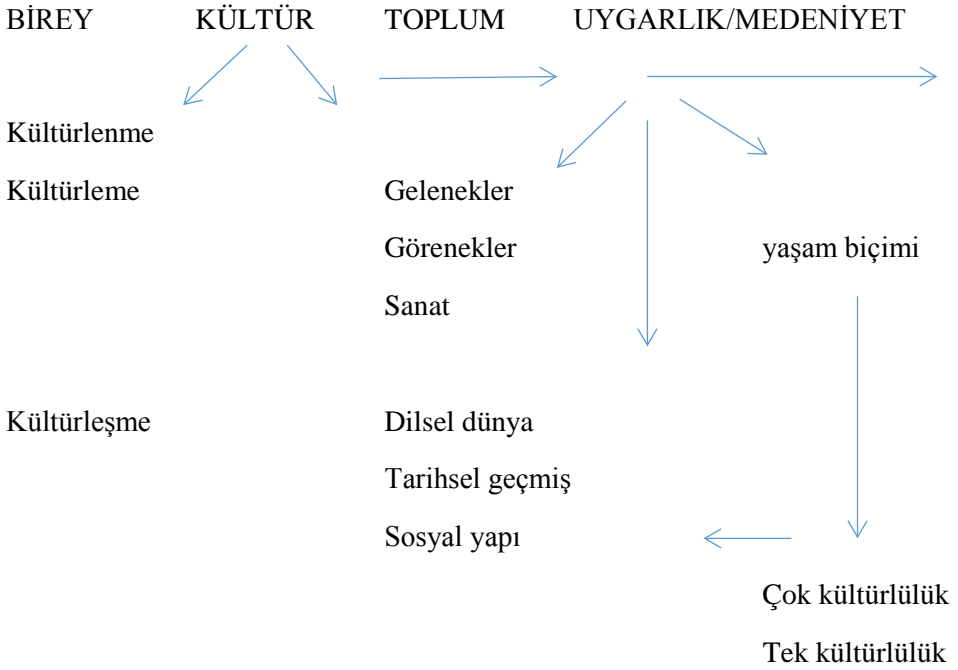 BİREY KÜLTÜR TOPLUM UYGARLIK/MEDENİYET
Kültürlenme
Kültürleme Gelenekler
Görenekler yaşam biçimi
Sanat
Kültürleşme Dilsel dünya
Tarihsel geçmiş
Sosyal yapı
Çok kültürlülük
Tek kültürlülük